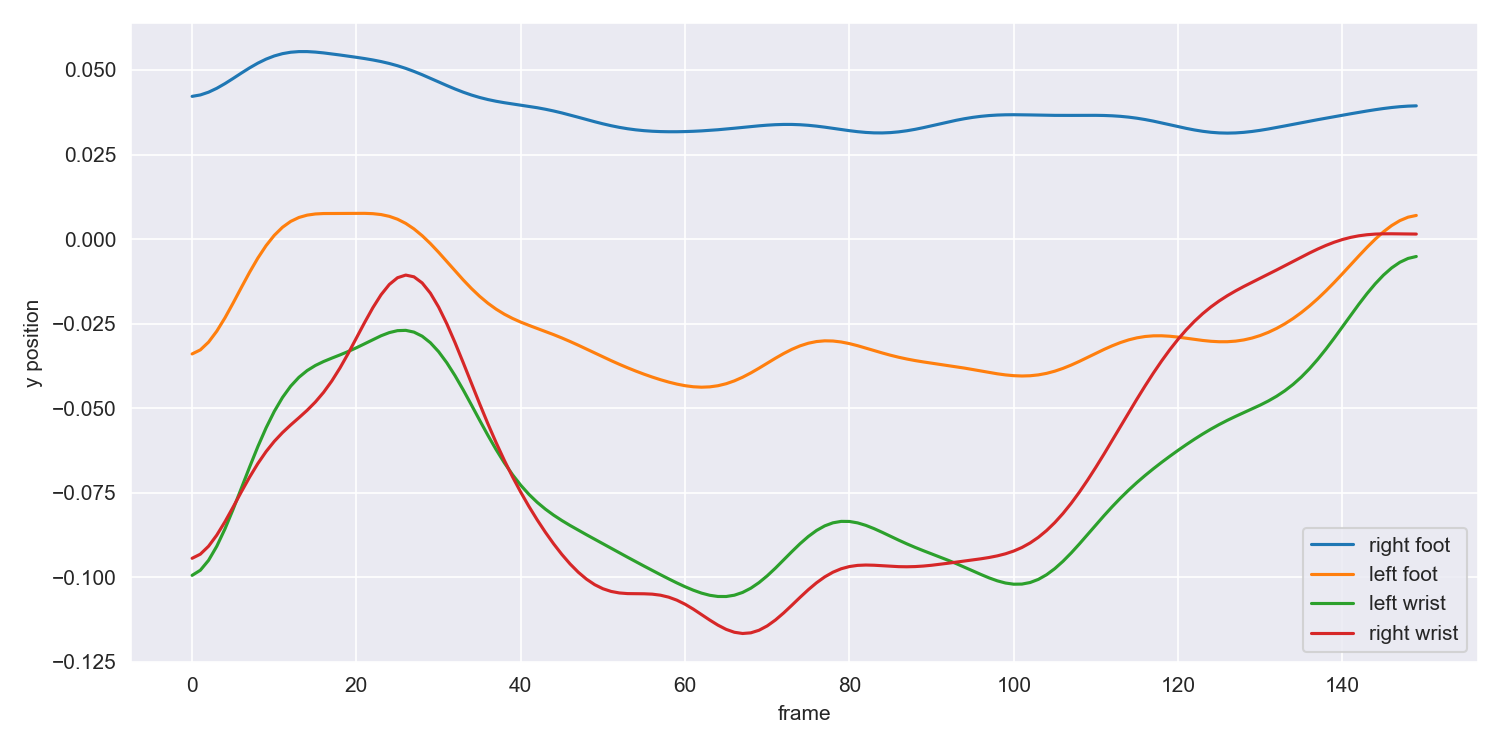 y position
0.050
0.025
0.000
−0.025
−0.050
−0.075
−0.100
−0.125
0 20 40 60 80 100 120 140
frame
right foot
left foot
left wrist
right wrist